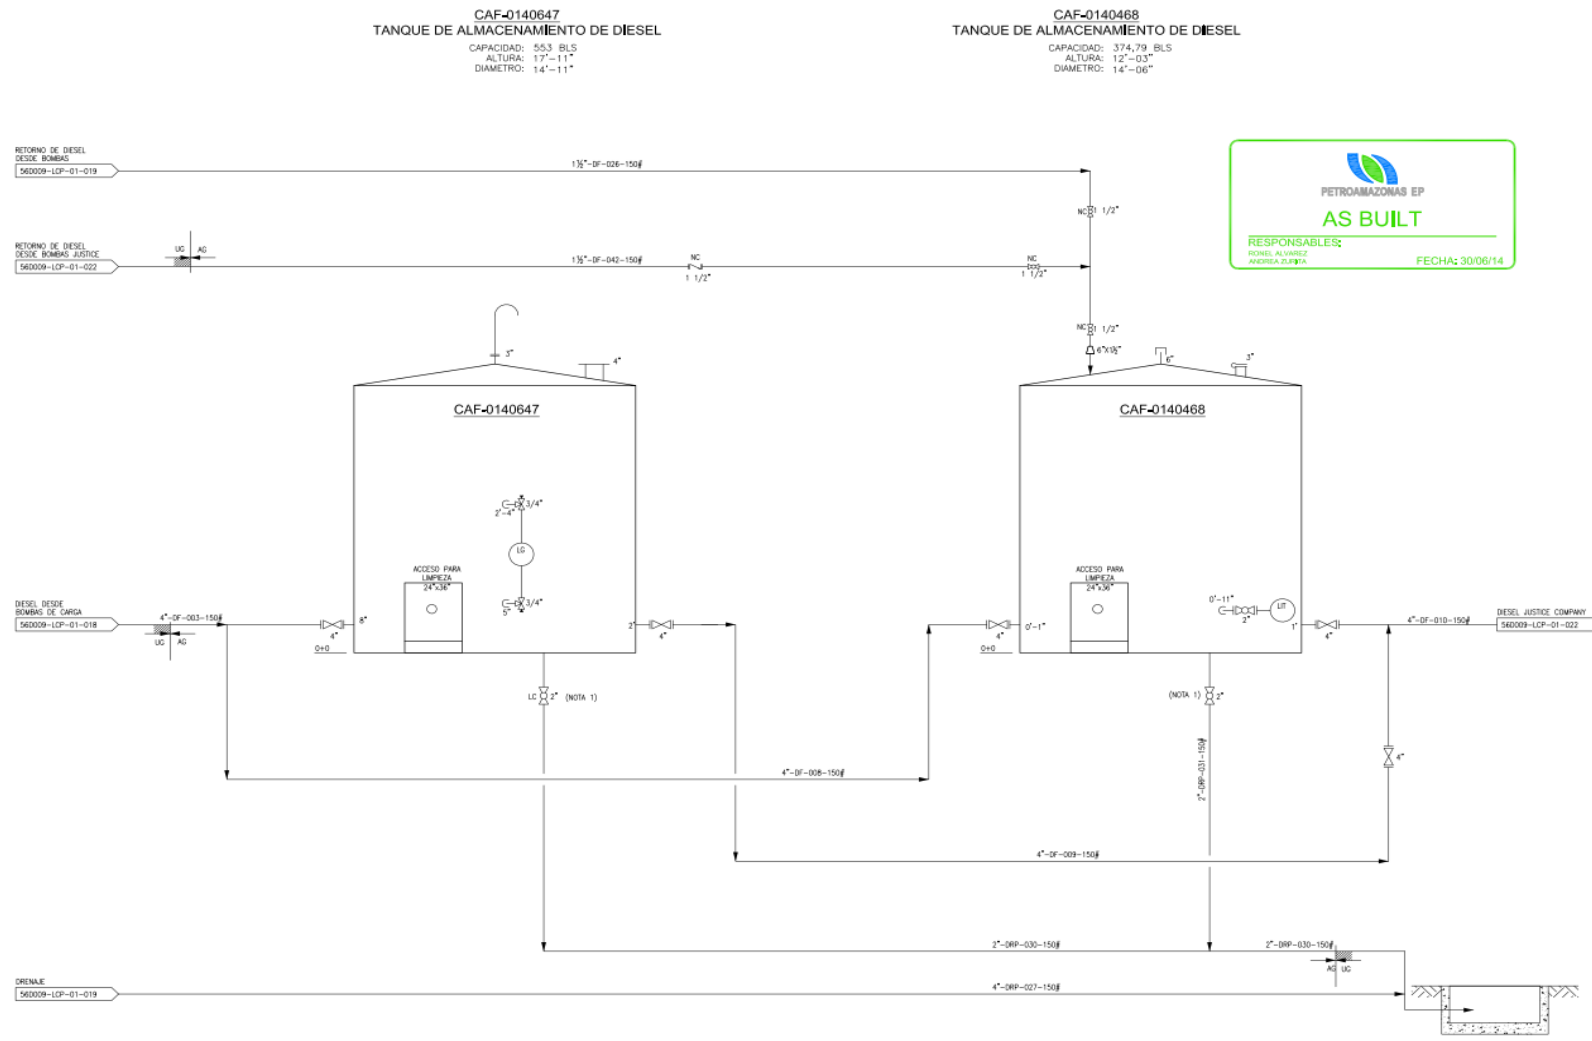 CAF-0140647
TANQUE DE ALMACENAMIENTO DE DIESEL
CAPACIDAD: 553 BLS
ALTURA: 17'-11"
DIAMETRO: 14'-11"
CAF-0140468
TANQUE DE ALMACENAMIENTO DE DIESEL
CAPACIDAD: 374,79 BLS
ALTURA: 12'-03"
DIAMETRO: 14'-06"
RETORNO DE DIESEL
DESDE BOMBAS
56D009-LCP-01-019
1½"-DF-026-150#
NC 1 1/2"
PETROAMAZONAS EP
AS BUILT
RESPONSABLES:
RONEL ALVAREZ
ANDREA ZURITA
FECHA: 30/06/14
RETORNO DE DIESEL
DESDE BOMBAS JUSTICE
56D009-LCP-01-022
UG AG
1½"-DF-042-150#
NC
1 1/2"
NC
1 1/2"
NC 1 1/2"
6"X1½"
3"
4"
6"
3"
CAF-0140647
CAF-0140468
3/4"
2'-4"
LG
3/4"
5"
ACCESO PARA
LIMPIEZA
24"x36"
ACCESO PARA
LIMPIEZA
24"x36"
0'-11"
2"
LIT
DIESEL DESDE
BOMBAS DE CARGA
56D009-LCP-01-018
4"-DF-003-150#
UG AG
4"
8"
0+0
2'
4"
4"
0'-1"
0+0
1'
4"
4"-DF-010-150#
DIESEL JUSTICE COMPANY
56D009-LCP-01-022
LC 2" (NOTA 1)
(NOTA 1) 2"
2"-DRP-031-150#
4"
4"-DF-008-150#
4"-DF-009-150#
2"-DRP-030-150#
2"-DRP-030-150#
AG UG
DRENAJE
56D009-LCP-01-019
4"-DRP-027-150#